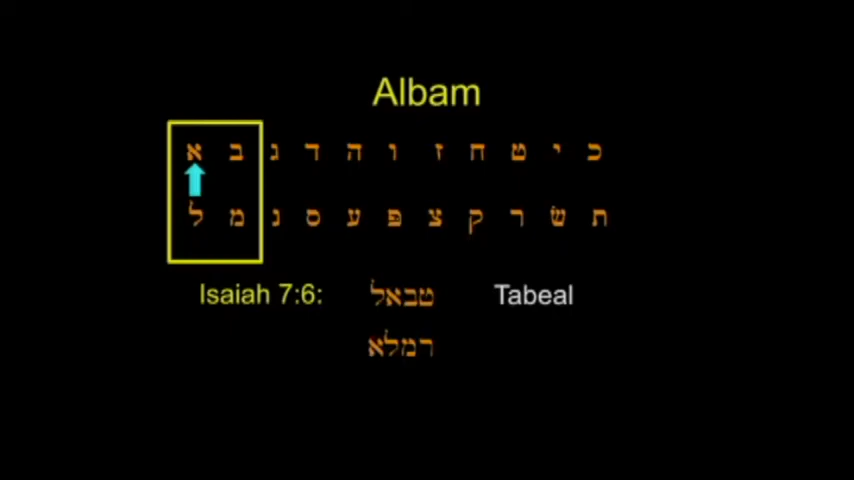 Albam
א ב ג ד ה ו ז ח ט י כ
ל מ נ ס ע פּ צ ק ר שׂ ת
Isaiah 7:6: טבאל Tabeal
רמלא